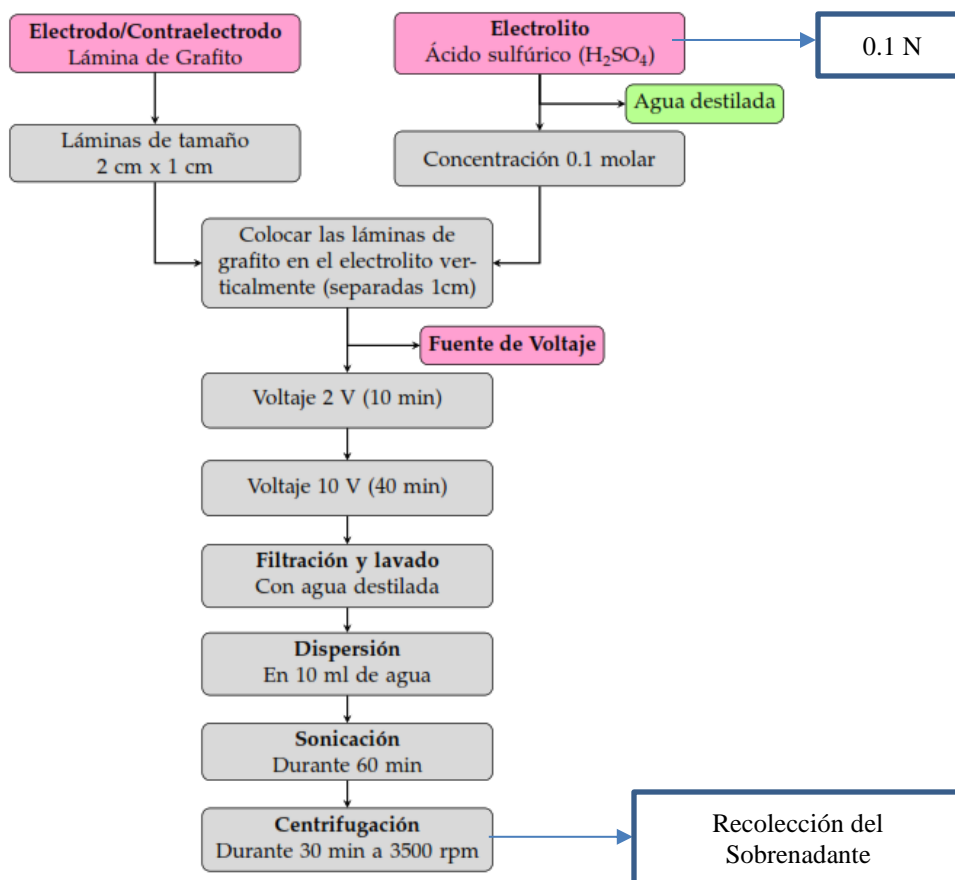 Electrodo/Contraelectrodo
Lámina de Grafito
Electrolito
Ácido sulfúrico (H₂SO₄)
0.1 N
Agua destilada
Láminas de tamaño
2 cm x 1 cm
Concentración 0.1 molar
Colocar las láminas de
grafito en el electrolito ver-
ticalmente (separadas 1cm)
Fuente de Voltaje
Voltaje 2 V (10 min)
Voltaje 10 V (40 min)
Filtración y lavado
Con agua destilada
Dispersión
En 10 ml de agua
Sonicación
Durante 60 min
Centrifugación
Durante 30 min a 3500 rpm
Recolección del
Sobrenadante